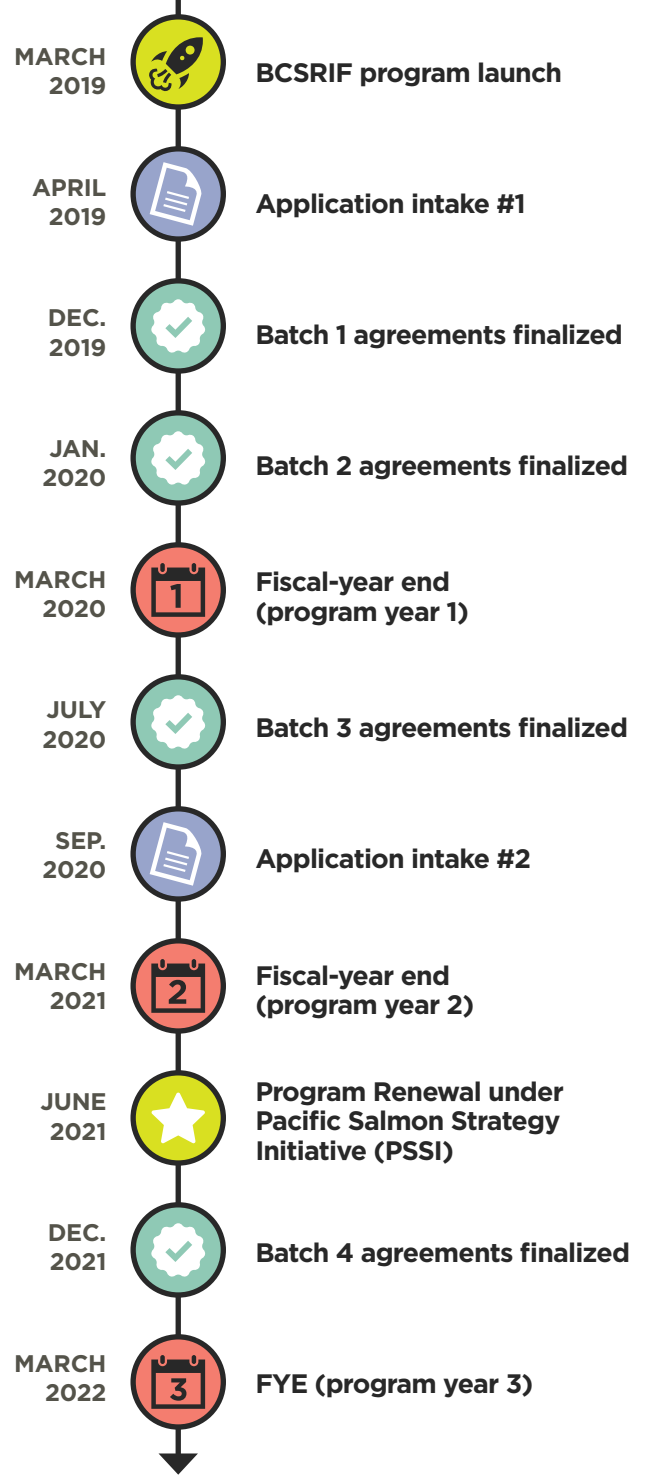 MARCH
2019
BCSRIF program launch
APRIL
2019
Application intake #1
DEC.
2019
Batch 1 agreements finalized
JAN.
2020
Batch 2 agreements finalized
MARCH
2020
1
Fiscal-year end
(program year 1)
JULY
2020
Batch 3 agreements finalized
SEP.
2020
Application intake #2
MARCH
2021
2
Fiscal-year end
(program year 2)
JUNE
2021
Program Renewal under
Pacific Salmon Strategy
Initiative (PSSI)
DEC.
2021
Batch 4 agreements finalized
MARCH
2022
3
FYE (program year 3)